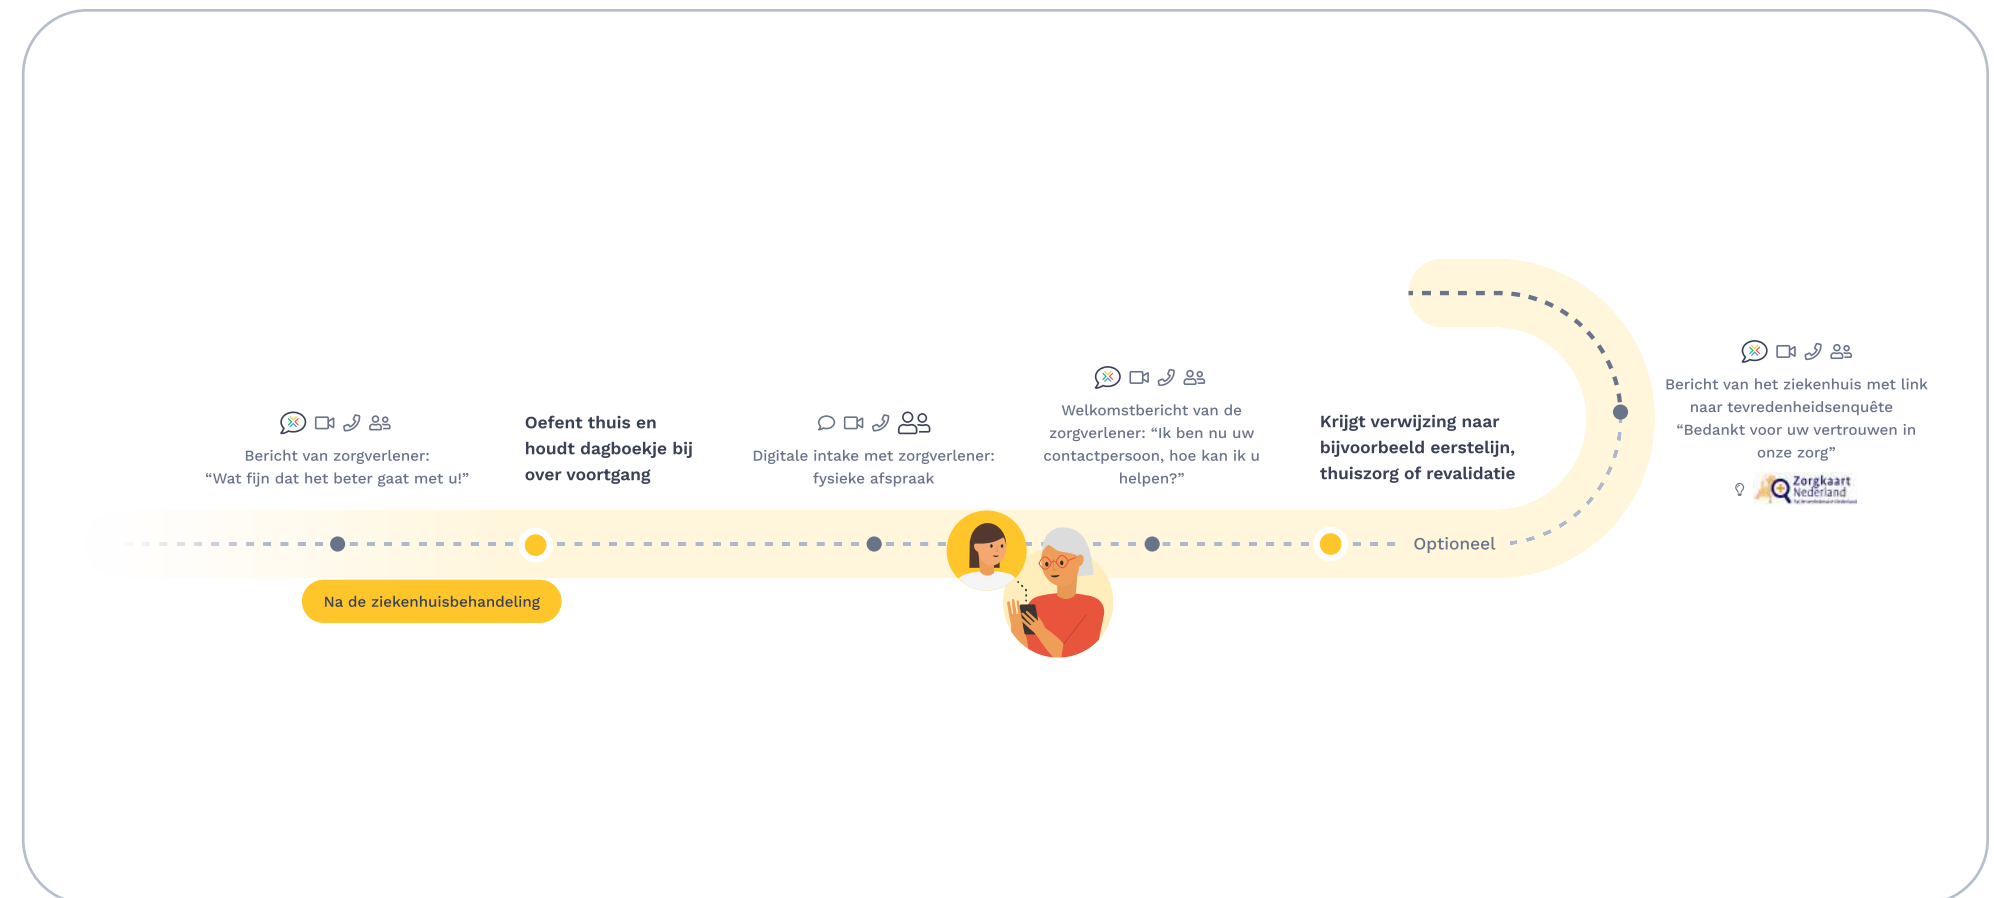 Bericht van zorgverlener:
“Wat fijn dat het beter gaat met u!”
Oefent thuis en
houdt dagboekje bij
over voortgang
Digitale intake met zorgverlener:
fysieke afspraak
Welkomstbericht van de
zorgverlener: “Ik ben nu uw
contactpersoon, hoe kan ik u
helpen?”
Krijgt verwijzing naar
bijvoorbeeld eerstelijn,
thuiszorg of revalidatie
Optioneel
Bericht van het ziekenhuis met link
naar tevredenheidsenquête
“Bedankt voor uw vertrouwen in
onze zorg”
Zorgkaart
Nederland
Na de ziekenhuisbehandeling